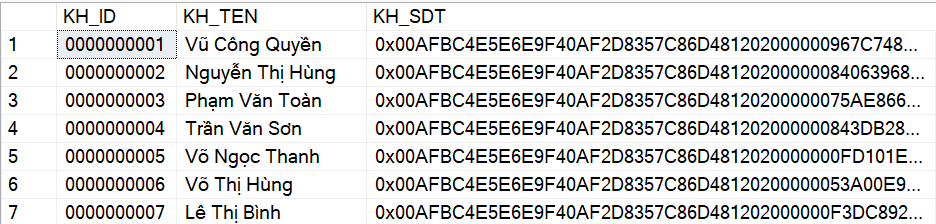 KH_ID KH_TEN KH_SDT
1 0000000001 Vũ Công Quyền 0x00AFBC4E5E6E9F40AF2D8357C86D481202000000967C748...
2 0000000002 Nguyễn Thị Hùng 0x00AFBC4E5E6E9F40AF2D8357C86D48120200000084063968...
3 0000000003 Phạm Văn Toàn 0x00AFBC4E5E6E9F40AF2D8357C86D48120200000075AE866...
4 0000000004 Trần Văn Sơn 0x00AFBC4E5E6E9F40AF2D8357C86D481202000000843DB28...
5 0000000005 Võ Ngọc Thanh 0x00AFBC4E5E6E9F40AF2D8357C86D4812020000000FD101E...
6 0000000006 Võ Thị Hùng 0x00AFBC4E5E6E9F40AF2D8357C86D48120200000053A00E9...
7 0000000007 Lê Thị Bình 0x00AFBC4E5E6E9F40AF2D8357C86D481202000000F3DC892...